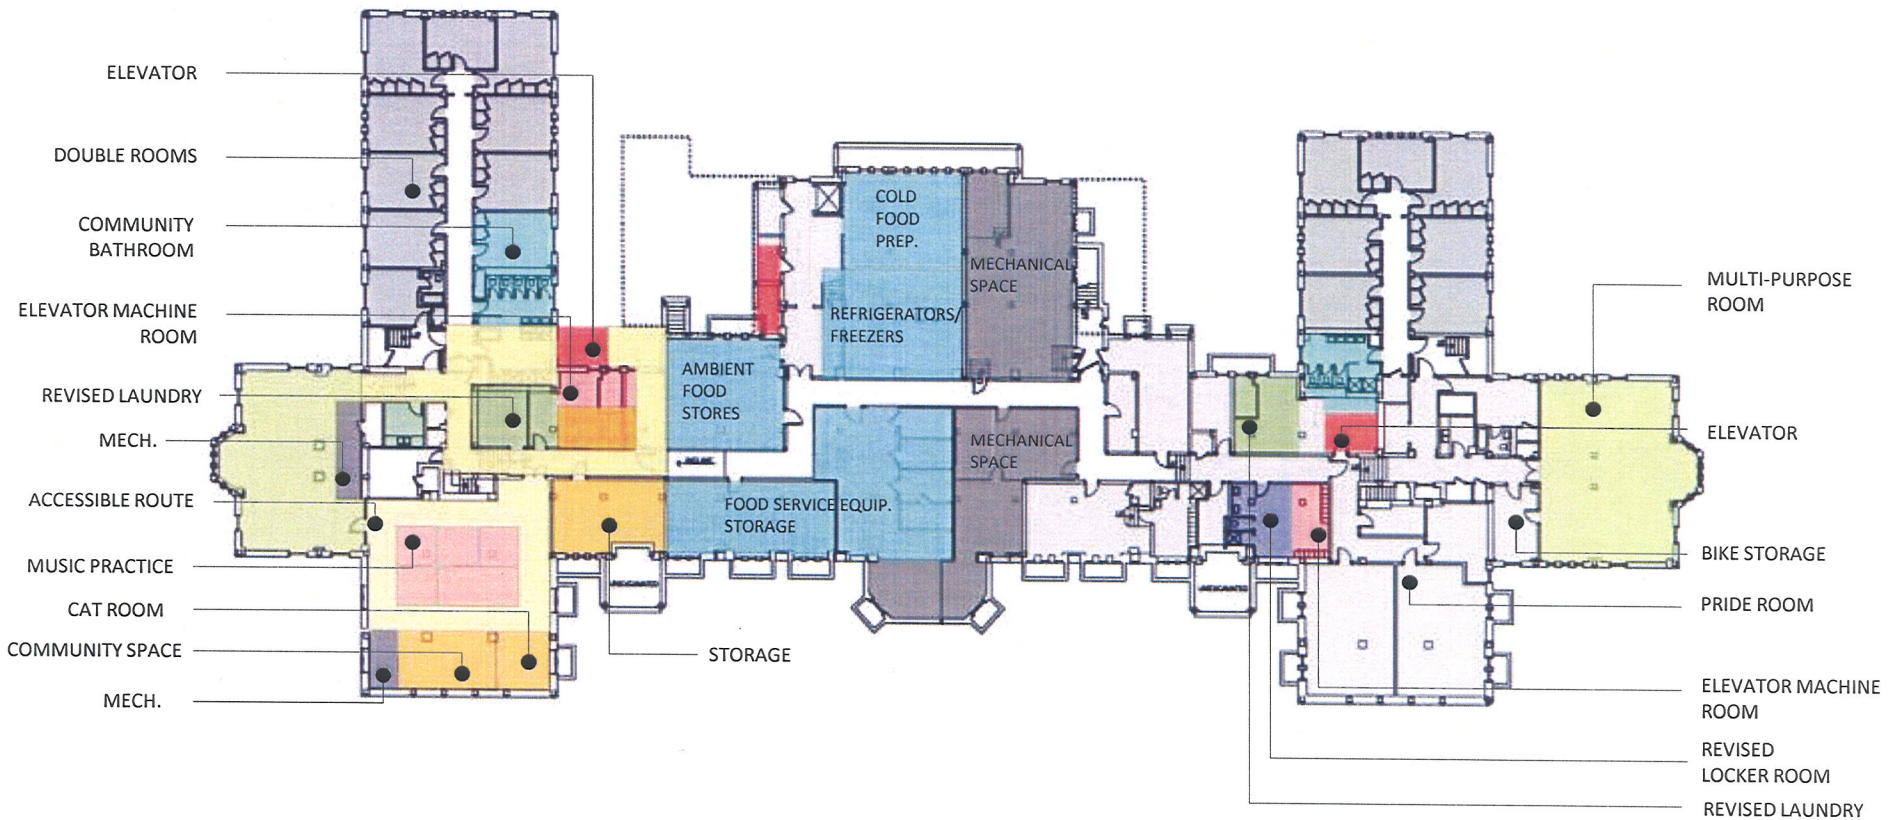 ELEVATOR
DOUBLE ROOMS
COMMUNITY
BATHROOM
ELEVATOR MACHINE
ROOM
REVISED LAUNDRY
MECH.
ACCESSIBLE ROUTE
MUSIC PRACTICE
CAT ROOM
COMMUNITY SPACE
MECH.
COLD
FOOD
PREP.
MECHANICAL
SPACE
REFRIGERATORS/
FREEZERS
AMBIENT
FOOD
STORES
MECHANICAL
SPACE
FOOD SERVICE EQUIP.
STORAGE
STORAGE
MULTI-PURPOSE
ROOM
ELEVATOR
BIKE STORAGE
PRIDE ROOM
ELEVATOR MACHINE
ROOM
REVISED
LOCKER ROOM
REVISED LAUNDRY